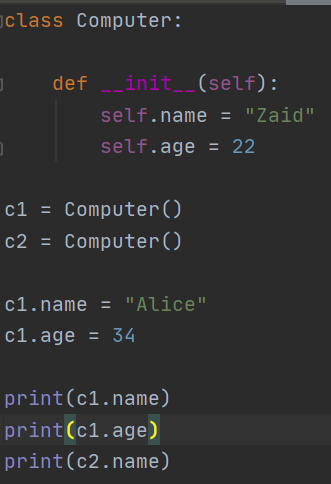 class Computer:
    def __init__(self):
        self.name = "Zaid"
        self.age = 22
c1 = Computer()
c2 = Computer()
c1.name = "Alice"
c1.age = 34
print(c1.name)
print(c1.age)
print(c2.name)